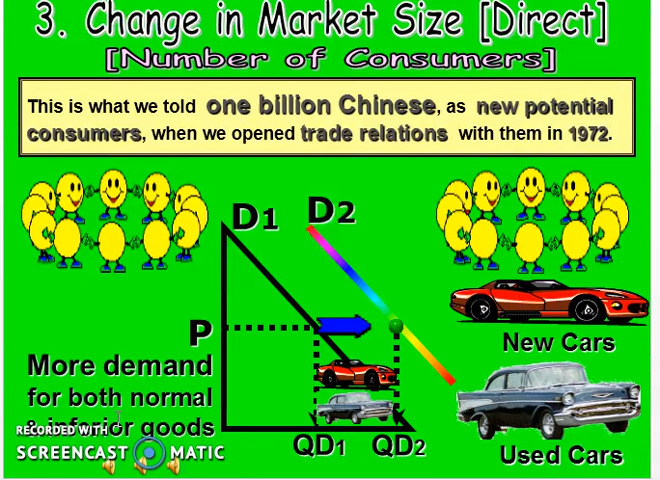 3. Change in Market Size [Direct]
[Number of Consumers]
This is what we told one billion Chinese, as new potential
consumers, when we opened trade relations with them in 1972.
D1 D2
P
More demand
for both normal
& inferior goods
New Cars
Used Cars
QD1 QD2
RECORDED WITH
SCREENCAST MATIC